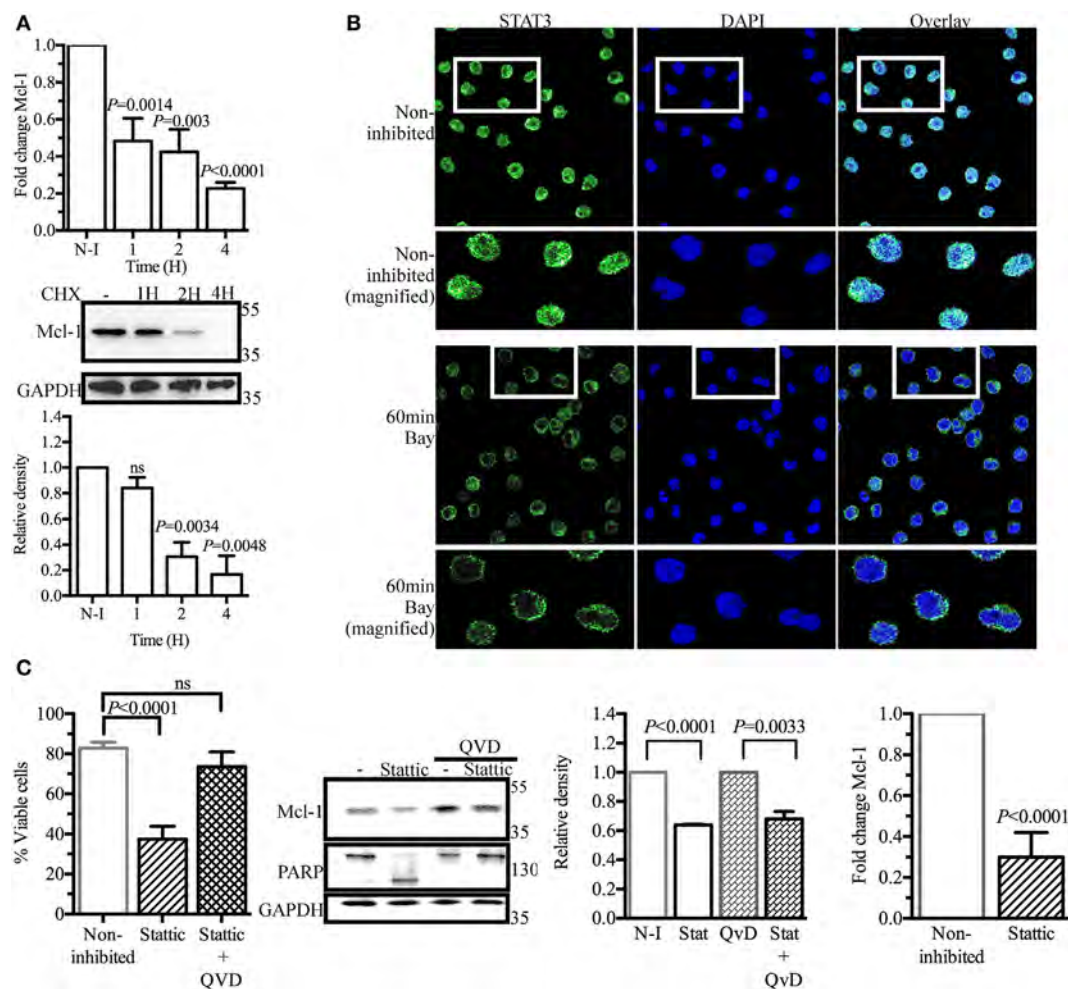 A
Fold change Mcl-1
1.0
0.8
0.6
0.4
0.2
0.0
P=0.0014
P=0.003
P<0.0001
N-I 1 2 4
Time (H)
CHX - 1H 2H 4H
Mcl-1
55
35
GAPDH
35
Relative density
1.4
1.2
1.0
0.8
0.6
0.4
0.2
0.0
ns
P=0.0034
P=0.0048
N-I 1 2 4
Time (H)
B
STAT3 DAPI Overlay
Non-
inhibited
Non-
inhibited
(magnified)
60min
Bay
60min
Bay
(magnified)
C
% Viable cells
100
80
60
40
20
0
ns
P<0.0001
Non-
inhibited
Stattic
Stattic
+
QVD
QVD
- Stattic - Stattic
Mcl-1
55
35
PARP
130
GAPDH
35
Relative density
1.4
1.2
1.0
0.8
0.6
0.4
0.2
0.0
P<0.0001
P=0.0033
N-I Stat QvD Stat
+
QvD
Fold change Mcl-1
1.0
0.8
0.6
0.4
0.2
0.0
P<0.0001
Non-
inhibited
Stattic